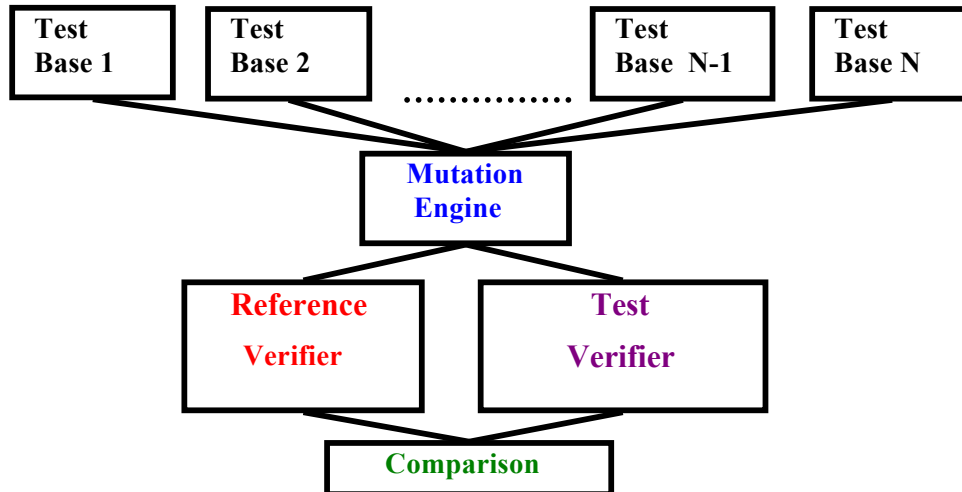 Test
Base 1
Test
Base 2
Test
Base N-1
Test
Base N
Mutation
Engine
Reference
Verifier
Test
Verifier
Comparison